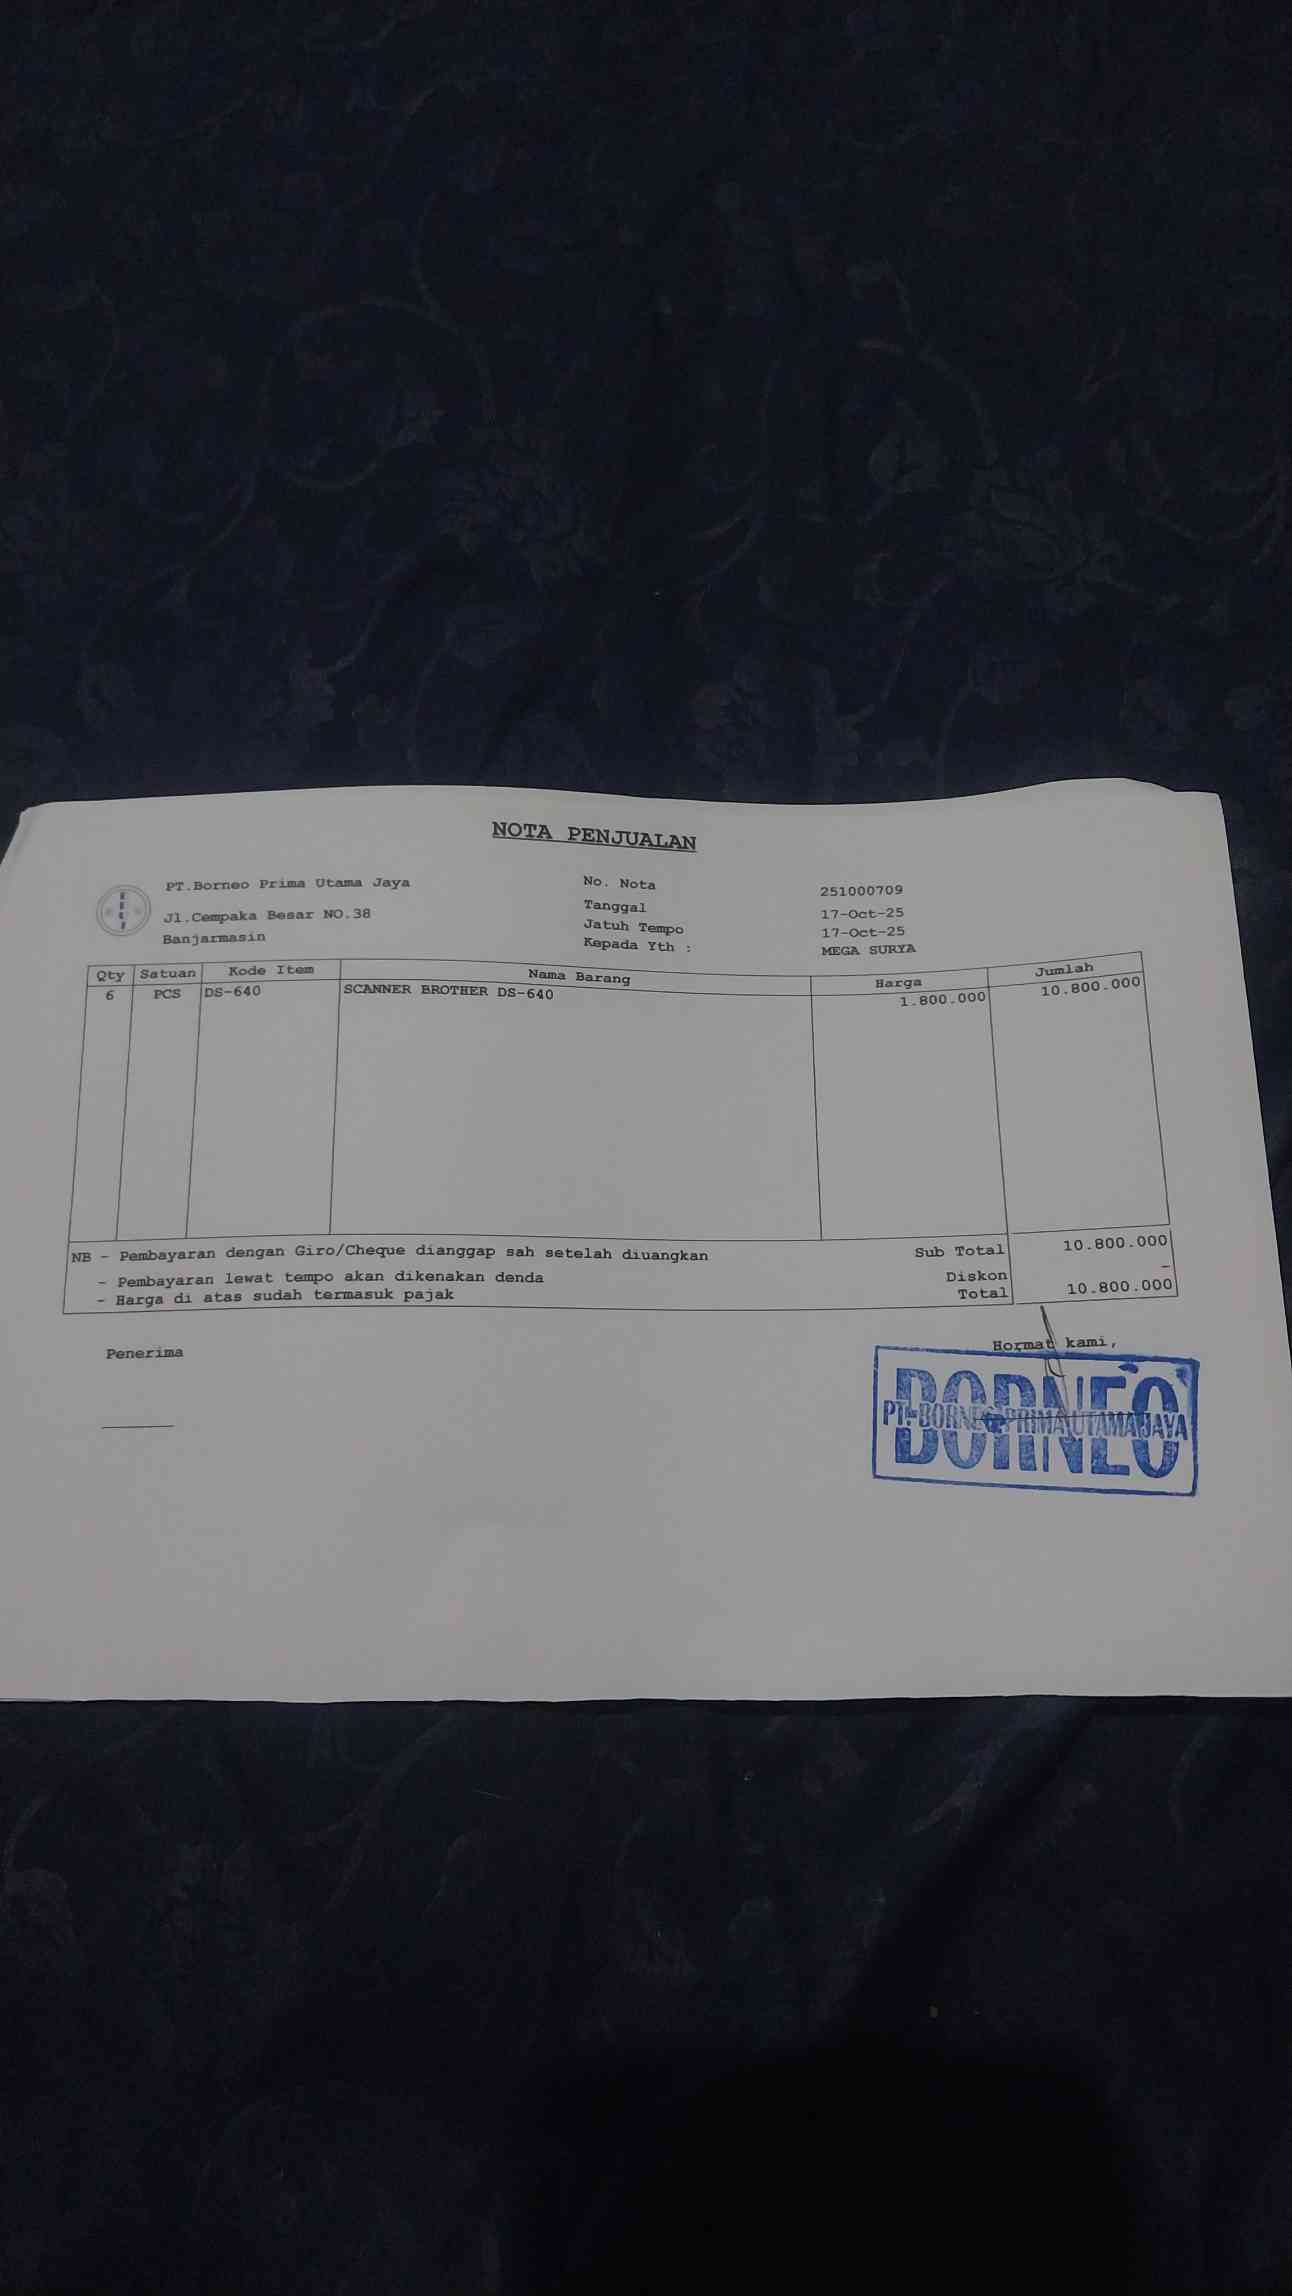 NOTA PENJUALAN
PT.Borneo Prima Utama Jaya
Jl.Cempaka Besar NO.38
Banjarmasin
No. Nota 251000709
Tanggal 17-Oct-25
Jatuh Tempo 17-Oct-25
Kepada Yth : MEGA SURYA
Qty Satuan Kode Item Nama Barang Harga Jumlah
6 PCS DS-640 SCANNER BROTHER DS-640 1.800.000 10.800.000
NB - Pembayaran dengan Giro/Cheque dianggap sah setelah diuangkan
- Pembayaran lewat tempo akan dikenakan denda
- Harga di atas sudah termasuk pajak
Sub Total 10.800.000
Diskon -
Total 10.800.000
Penerima
Hormat kami,
BORNEO
PT. BORNEO PRIMA UTAMA JAYA